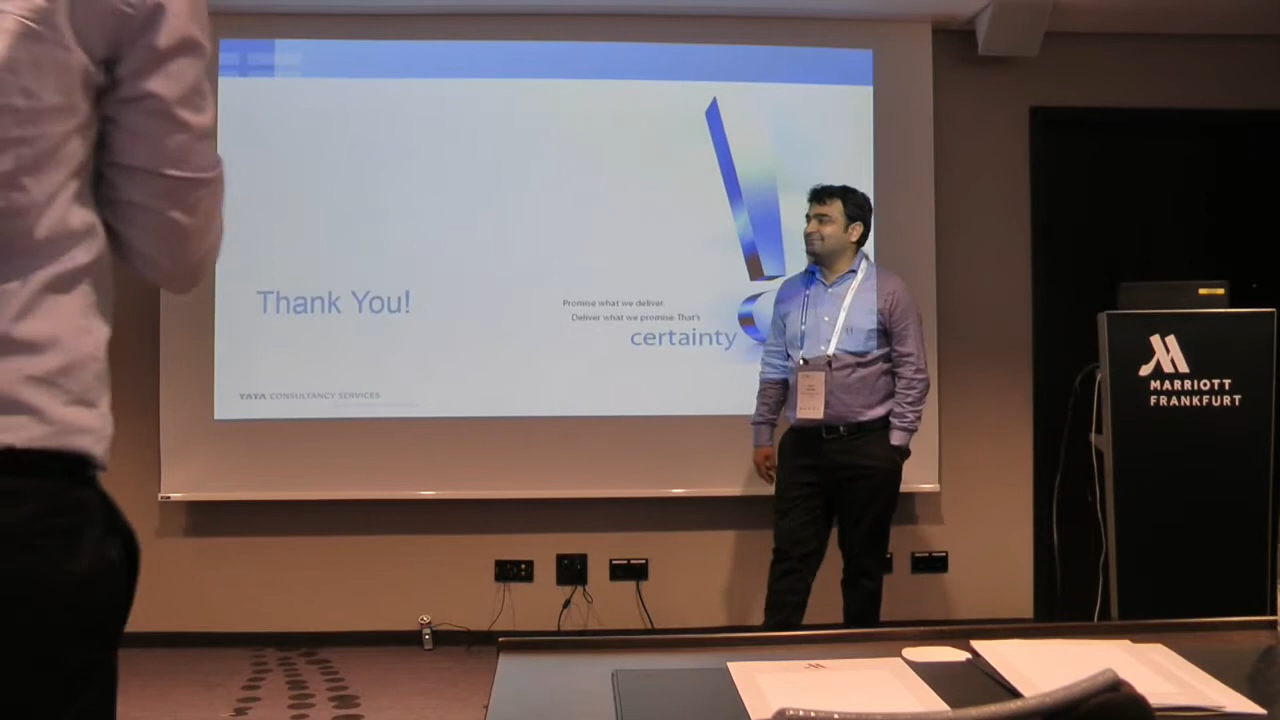 Thank You!
Promise what we deliver.
Deliver what we promise That's
certainty
TATA CONSULTANCY SERVICES
MARRIOTT
FRANKFURT